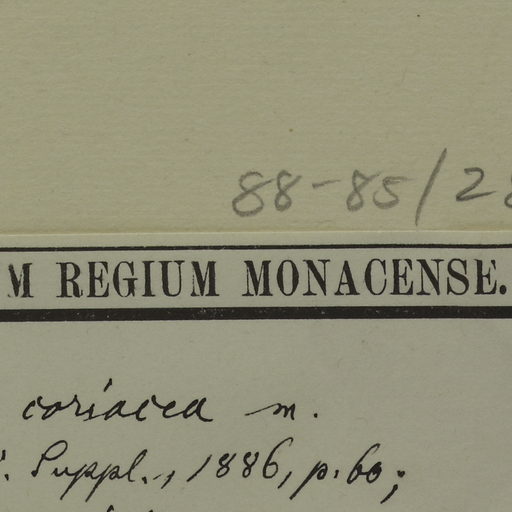 88-85/28
M REGIUM MONACENSE.
coriacea m.
. Suppl., 1886, p. 60;